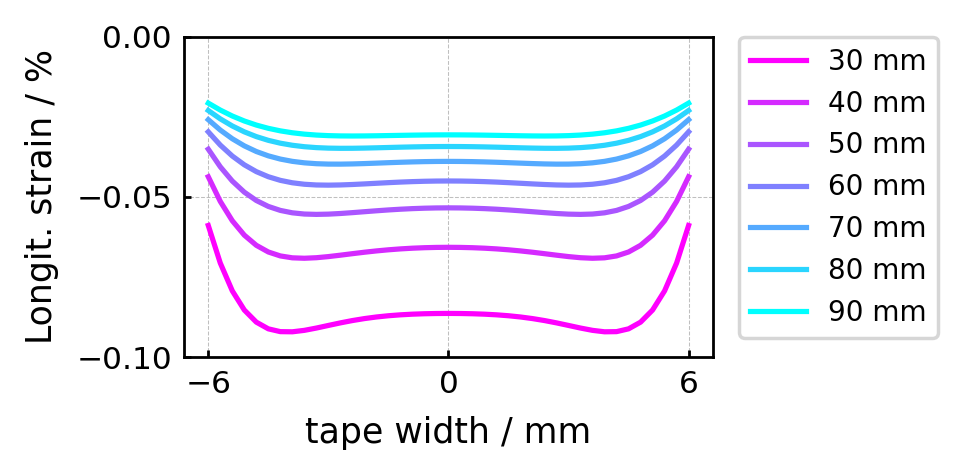 Longit. strain / %
0.00
−0.05
−0.10
−6
0
6
tape width / mm
30 mm
40 mm
50 mm
60 mm
70 mm
80 mm
90 mm